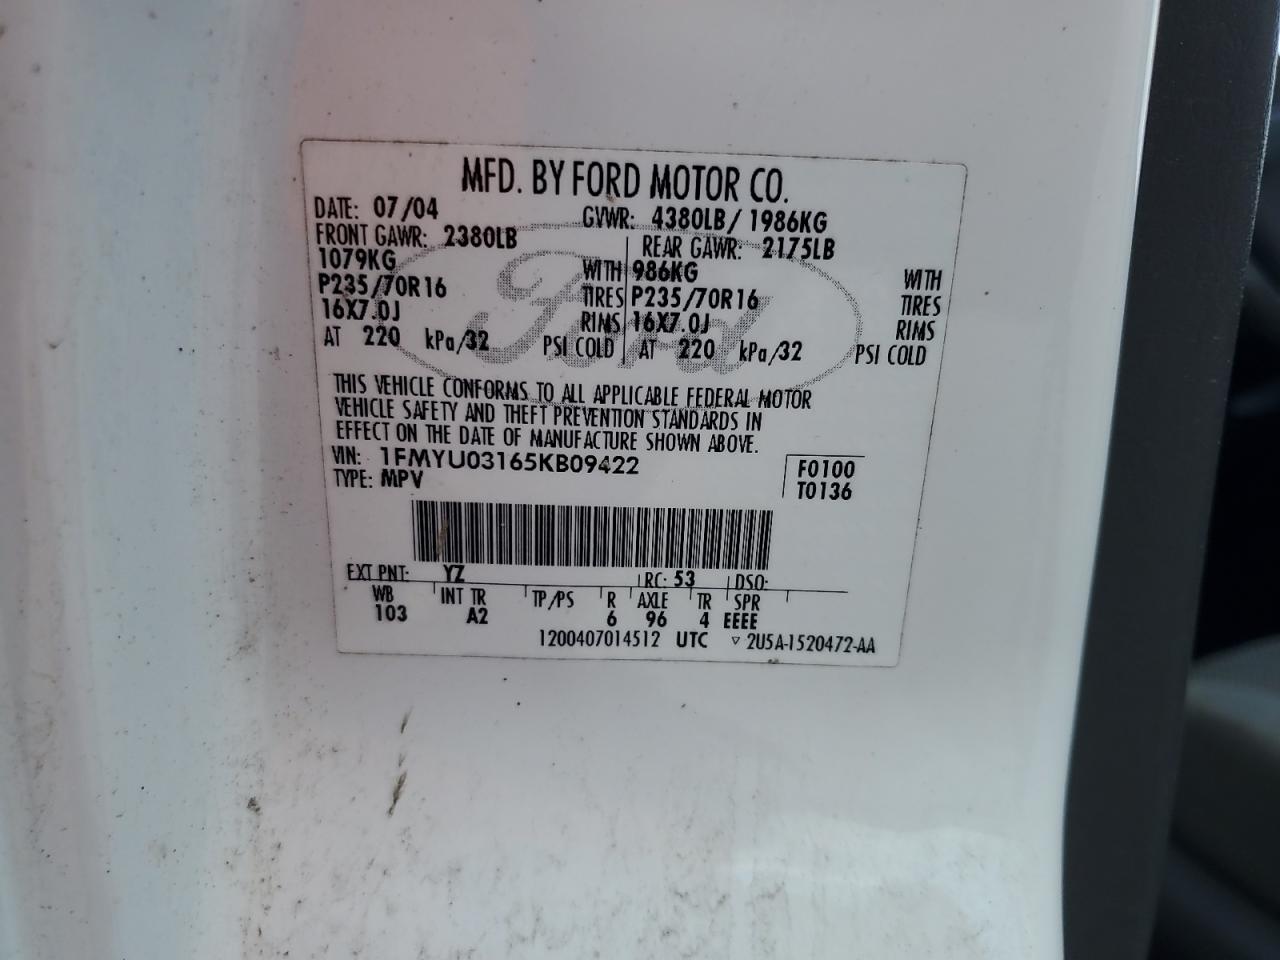 MFD. BY FORD MOTOR CO.
DATE: 07/04 GVWR: 4380LB/ 1986KG
FRONT GAWR: 2380LB REAR GAWR: 2175LB
1079KG WITH 986KG WITH
P235/70R16 TIRES P235/70R16 TIRES
16X7.0J RIMS 16X7.0J RIMS
AT 220 kPa/32 PSI COLD AT 220 kPa/32 PSI COLD
Ford
THIS VEHICLE CONFORMS TO ALL APPLICABLE FEDERAL MOTOR
VEHICLE SAFETY AND THEFT PREVENTION STANDARDS IN
EFFECT ON THE DATE OF MANUFACTURE SHOWN ABOVE.
VIN: 1FMYU03165KB09422 F0100
TYPE: MPV T0136
EXT PNT: YZ RC: 53 DSO:
WB INT TR TP/PS R AXLE TR SPR
103 A2 6 96 4 EEEE
1200407014512 UTC ▽ 2U5A-1520472-AA